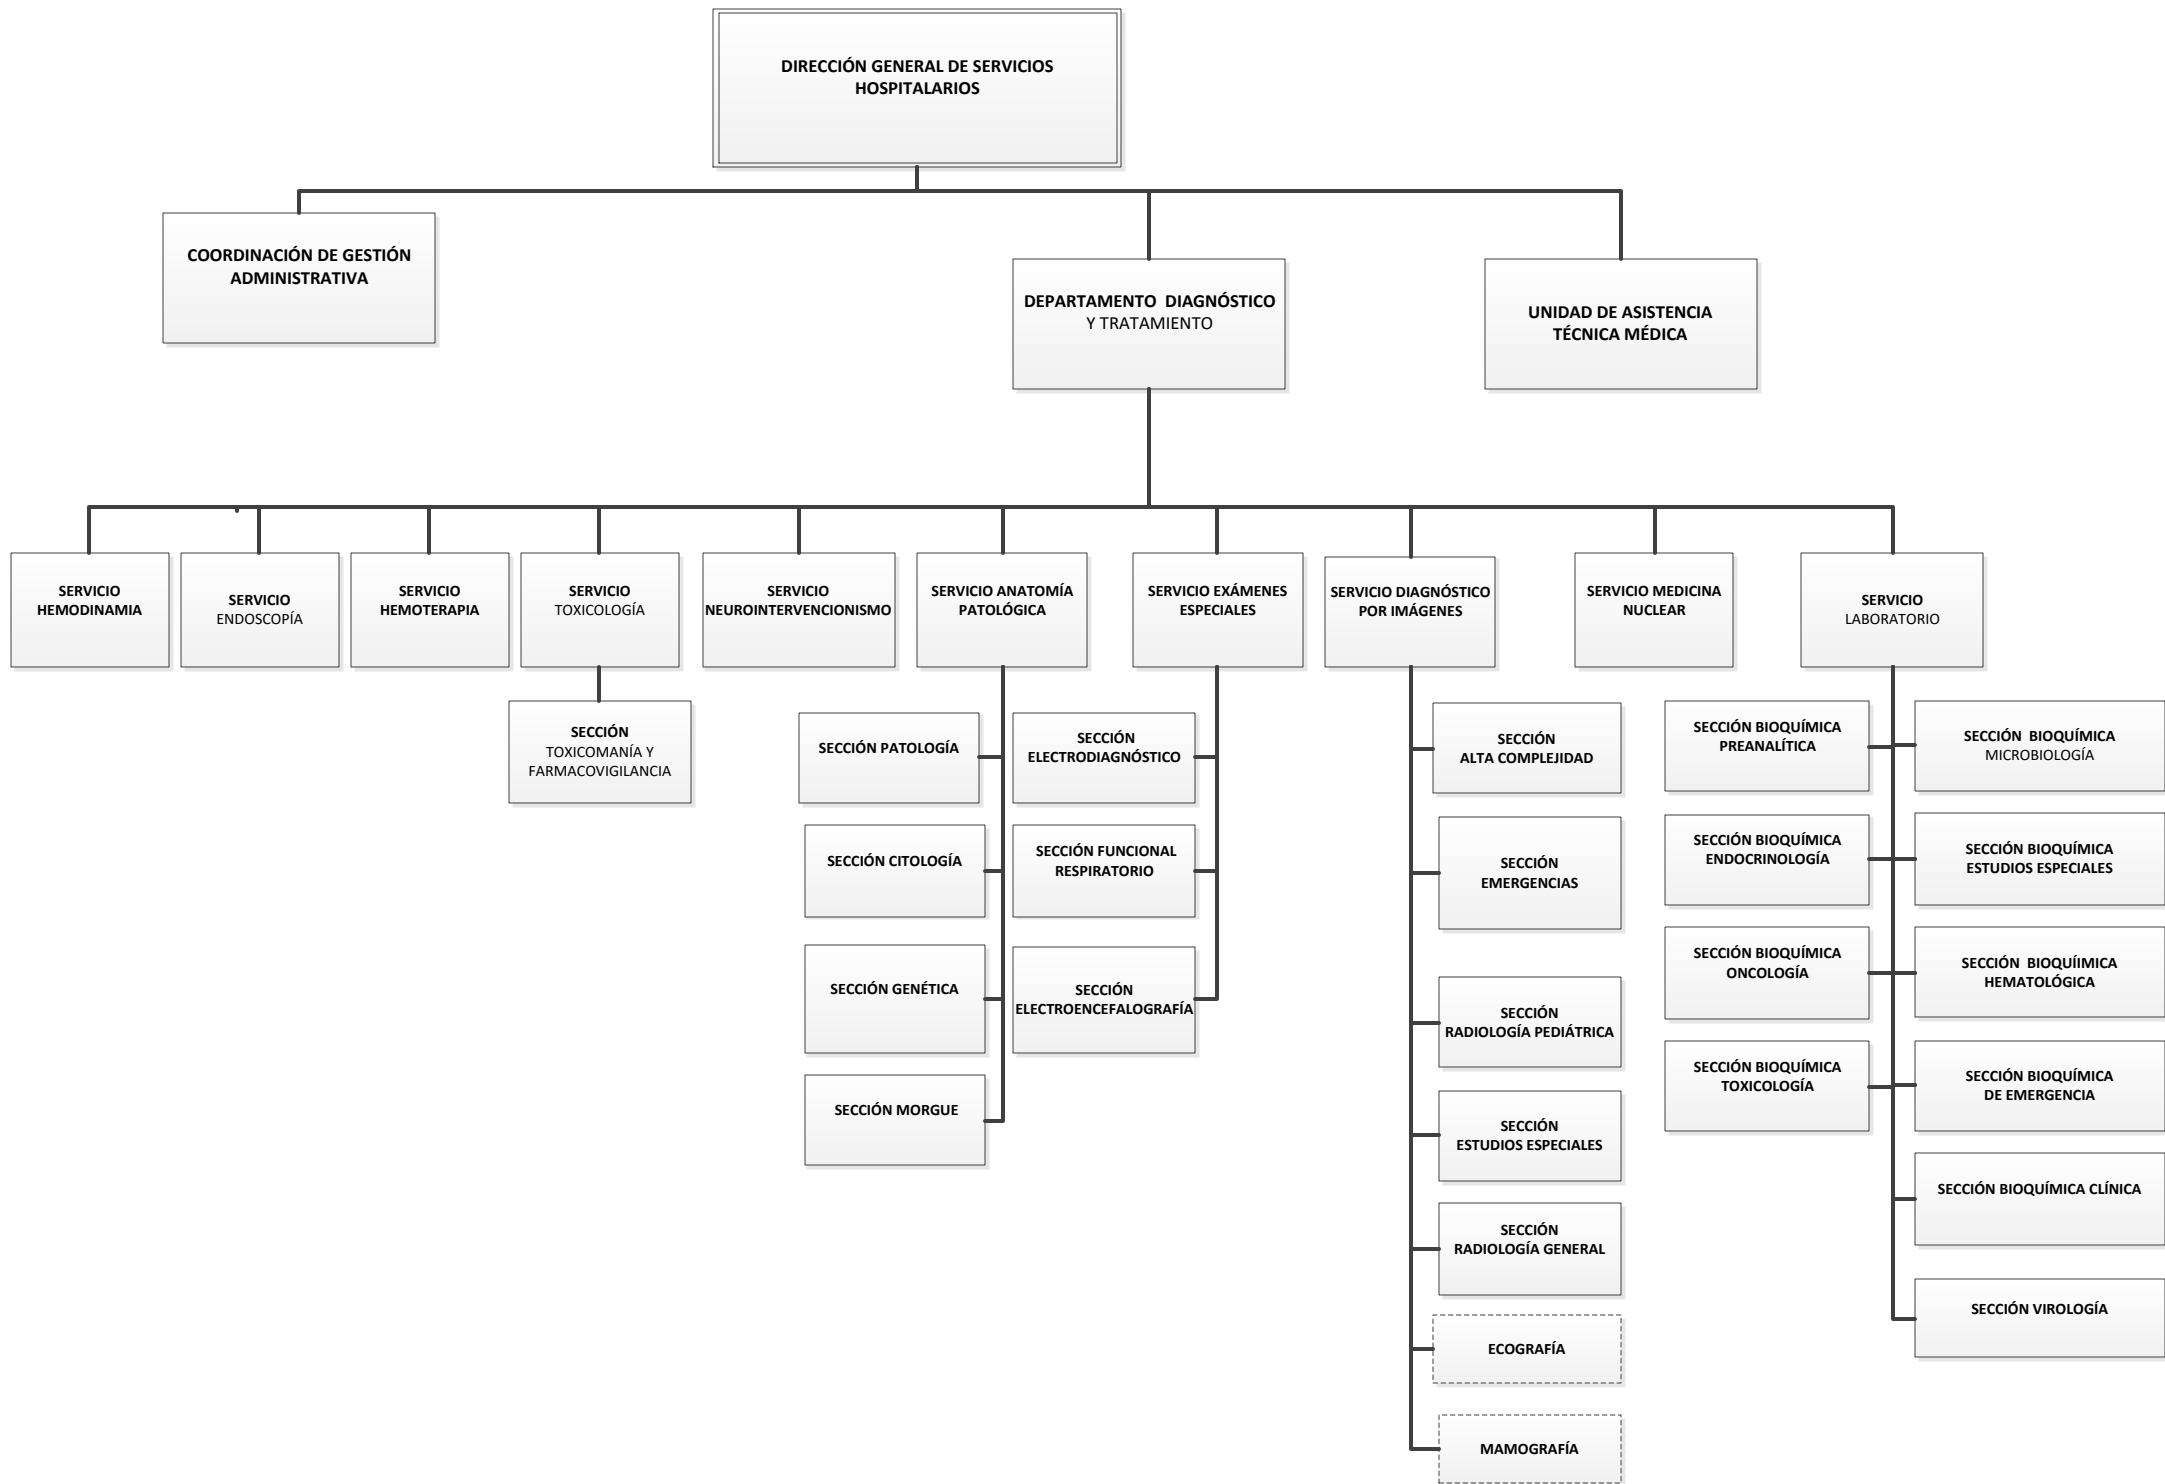 DIRECCIÓN GENERAL DE SERVICIOS
HOSPITALARIOS
COORDINACIÓN DE GESTIÓN
ADMINISTRATIVA
DEPARTAMENTO DIAGNÓSTICO
Y TRATAMIENTO
UNIDAD DE ASISTENCIA
TÉCNICA MÉDICA
SERVICIO
HEMODINAMIA
SERVICIO
ENDOSCOPÍA
SERVICIO
HEMOTERAPIA
SERVICIO
TOXICOLOGÍA
SERVICIO
NEUROINTERVENCIONISMO
SERVICIO ANATOMÍA
PATOLÓGICA
SERVICIO EXÁMENES
ESPECIALES
SERVICIO DIAGNÓSTICO
POR IMÁGENES
SERVICIO MEDICINA
NUCLEAR
SERVICIO
LABORATORIO
SECCIÓN
TOXICOMANÍA Y
FARMACOVIGILANCIA
SECCIÓN PATOLOGÍA
SECCIÓN CITOLOGÍA
SECCIÓN GENÉTICA
SECCIÓN MORGUE
SECCIÓN
ELECTRODIAGNÓSTICO
SECCIÓN FUNCIONAL
RESPIRATORIO
SECCIÓN
ELECTROENCEFALOGRAFÍA
SECCIÓN
ALTA COMPLEJIDAD
SECCIÓN
EMERGENCIAS
SECCIÓN
RADIOLOGÍA PEDIÁTRICA
SECCIÓN
ESTUDIOS ESPECIALES
SECCIÓN
RADIOLOGÍA GENERAL
ECOGRAFÍA
MAMOGRAFÍA
SECCIÓN BIOQUÍMICA
PREANALÍTICA
SECCIÓN BIOQUÍMICA
ENDOCRINOLOGÍA
SECCIÓN BIOQUÍMICA
ONCOLOGÍA
SECCIÓN BIOQUÍMICA
TOXICOLOGÍA
SECCIÓN BIOQUÍMICA
MICROBIOLOGÍA
SECCIÓN BIOQUÍMICA
ESTUDIOS ESPECIALES
SECCIÓN BIOQUÍIMICA
HEMATOLÓGICA
SECCIÓN BIOQUÍMICA
DE EMERGENCIA
SECCIÓN BIOQUÍMICA CLÍNICA
SECCIÓN VIROLOGÍA